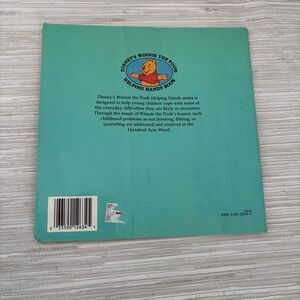 DISNEY'S WINNIE THE POOH
HELPING HANDS BOOK
Disney's Winnie the Pooh Helping Hands series is
designed to help young children cope with some of
the everyday difficulties they are likely to encounter.
Through the magic of Winnie the Pooh's humor, such
childhood problems as not listening, fibbing, or
quarreling are addressed and resolved in the
Hundred-Acre Wood.
0 33500 12634